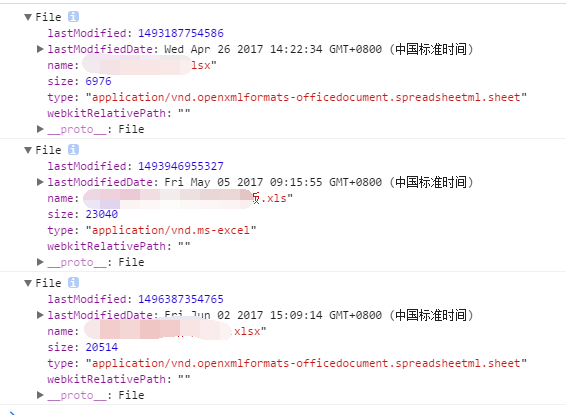 File
lastModified: 1493187754586
lastModifiedDate: Wed Apr 26 2017 14:22:34 GMT+0800 (中国标准时间)
name: lsx"
size: 6976
type: "application/vnd.openxmlformats-officedocument.spreadsheetml.sheet"
webkitRelativePath: ""
__proto__: File
File
lastModified: 1493946955327
lastModifiedDate: Fri May 05 2017 09:15:55 GMT+0800 (中国标准时间)
name: .xls"
size: 23040
type: "application/vnd.ms-excel"
webkitRelativePath: ""
__proto__: File
File
lastModified: 1496387354765
lastModifiedDate: Fri Jun 02 2017 15:09:14 GMT+0800 (中国标准时间)
name: .xlsx"
size: 20514
type: "application/vnd.openxmlformats-officedocument.spreadsheetml.sheet"
webkitRelativePath: ""
__proto__: File